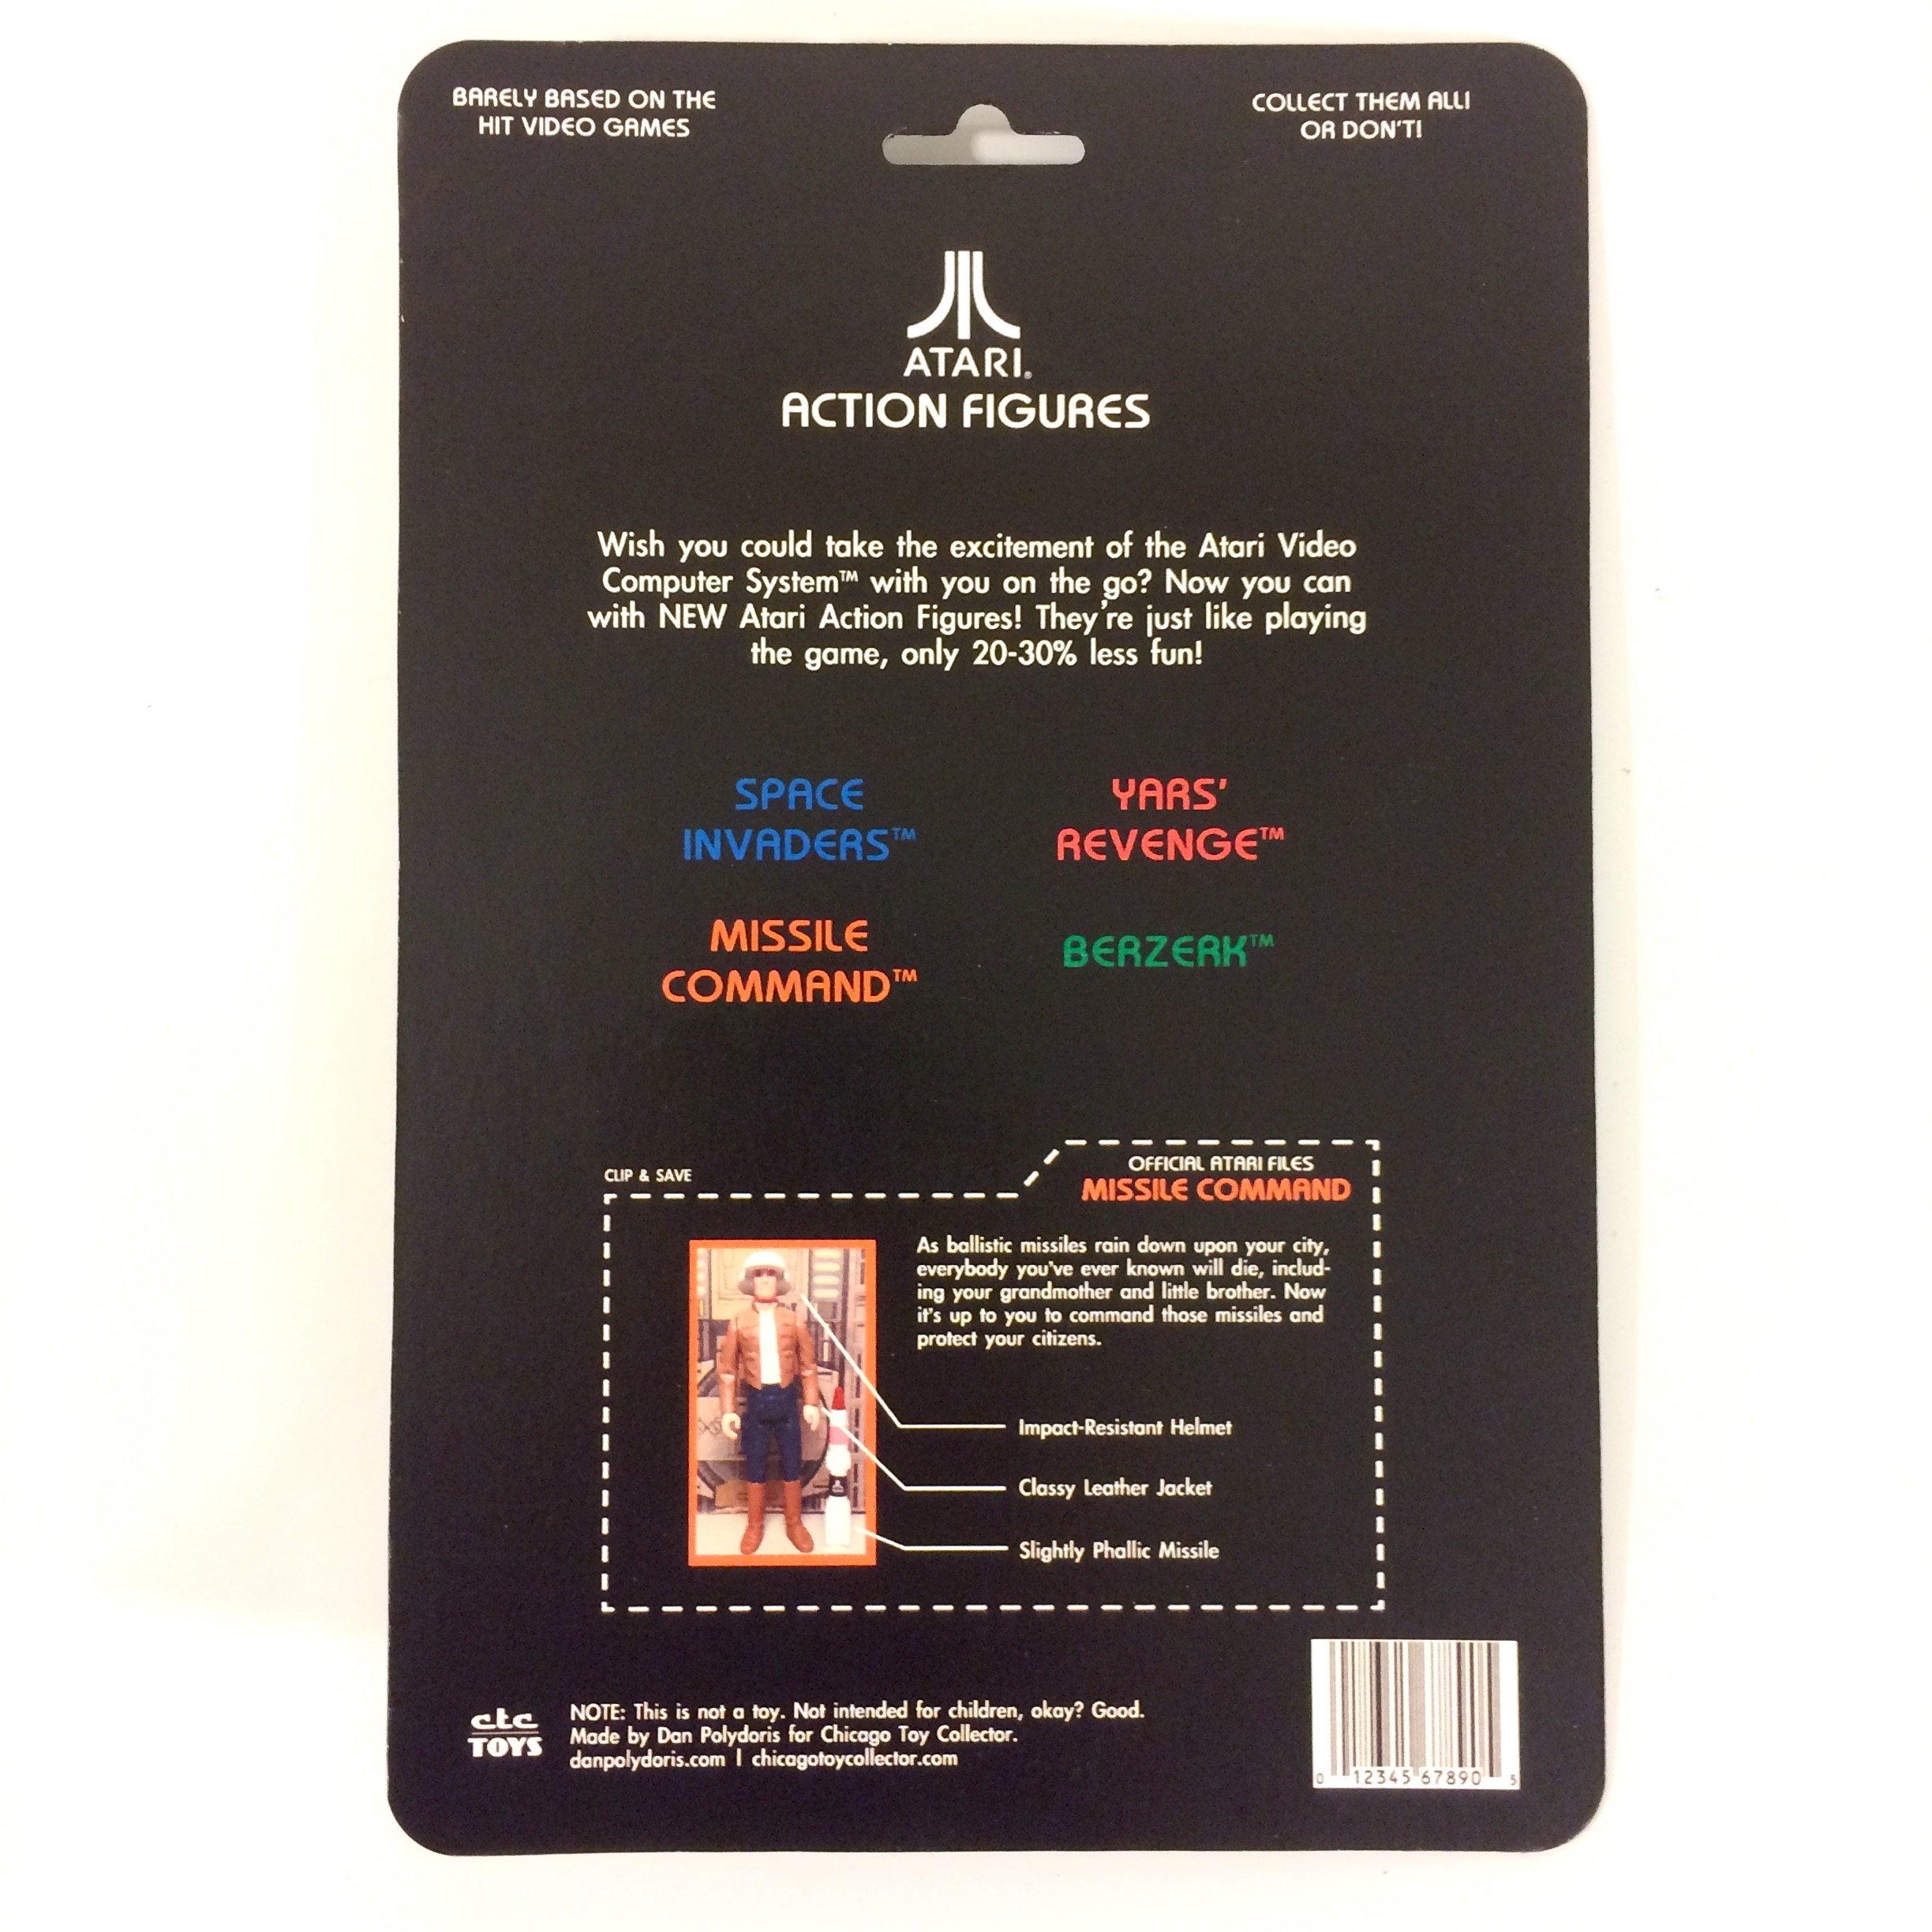 BARELY BASED ON THE
HIT VIDEO GAMES
COLLECT THEM ALL!
OR DON'T!
ATARI®
ACTION FIGURES
Wish you could take the excitement of the Atari Video
Computer System™ with you on the go? Now you can
with NEW Atari Action Figures! They're just like playing
the game, only 20-30% less fun!
SPACE
INVADERS™
YARS'
REVENGE™
MISSILE
COMMAND™
BERZERK™
CLIP & SAVE
OFFICIAL ATARI FILES
MISSILE COMMAND
As ballistic missiles rain down upon your city,
everybody you've ever known will die, includ-
ing your grandmother and little brother. Now
it's up to you to command those missiles and
protect your citizens.
Impact-Resistant Helmet
Classy Leather Jacket
Slightly Phallic Missile
ctc
TOYS
NOTE: This is not a toy. Not intended for children, okay? Good.
Made by Dan Polydoris for Chicago Toy Collector.
danpolydoris.com | chicagotoycollector.com
0 12345 67890 5